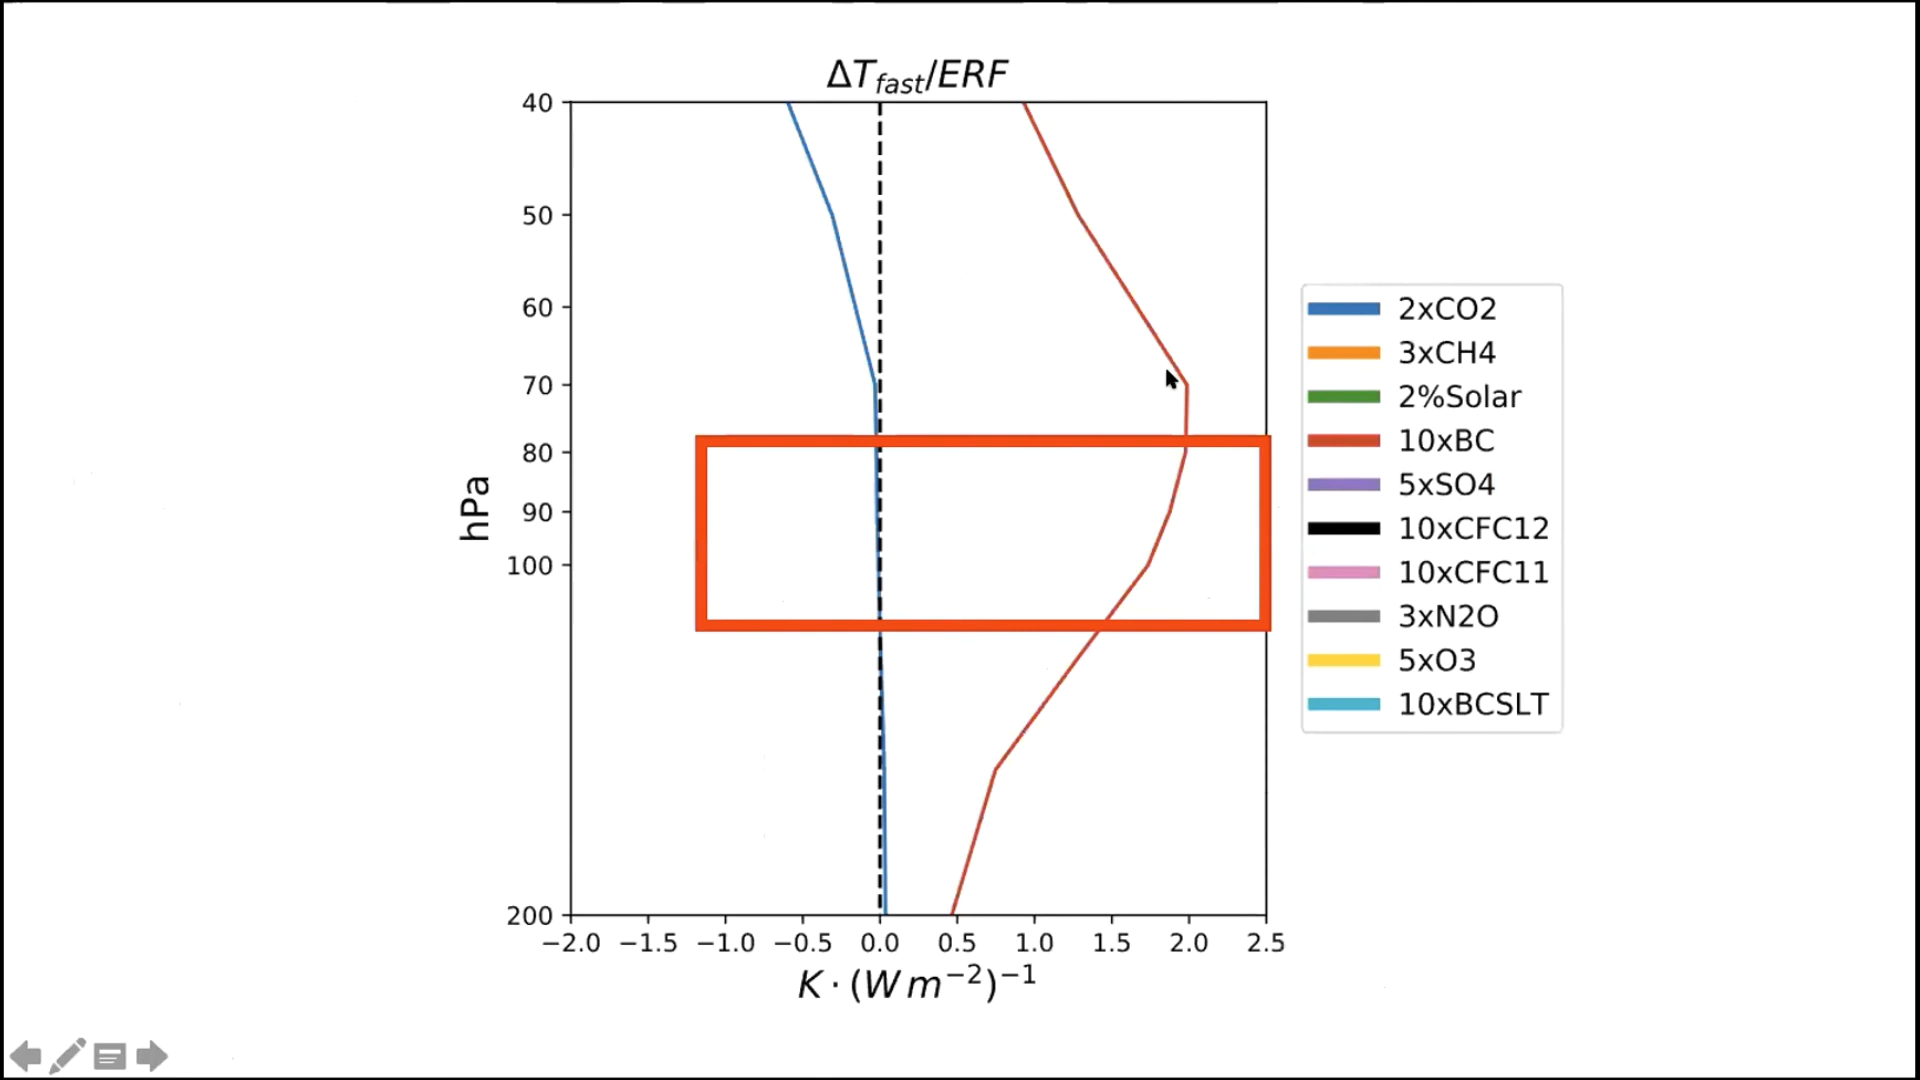 ΔT_fast/ERF
40
50
60
70
80
90
100
200
hPa
−2.0 −1.5 −1.0 −0.5 0.0 0.5 1.0 1.5 2.0 2.5
K · (W m⁻²)⁻¹
2xCO2
3xCH4
2%Solar
10xBC
5xSO4
10xCFC12
10xCFC11
3xN2O
5xO3
10xBCSLT